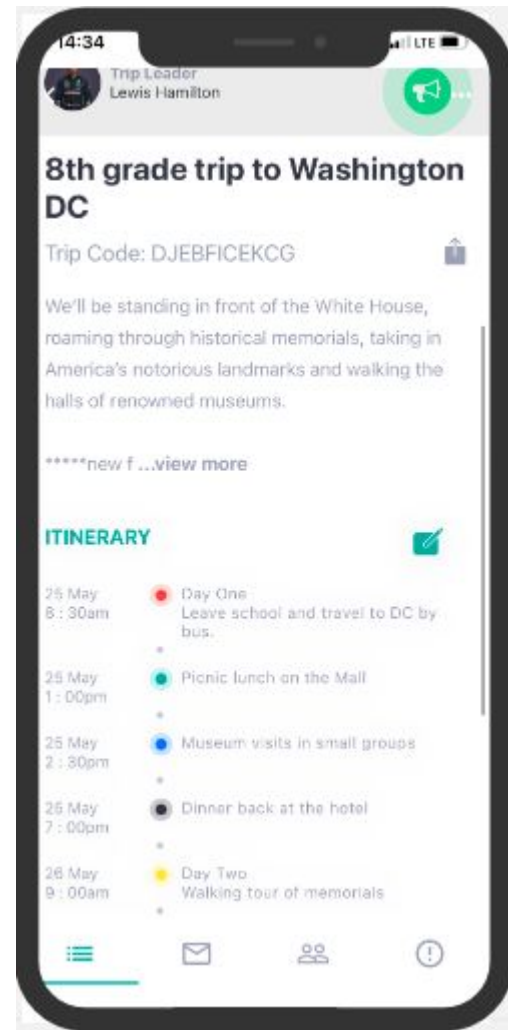 14:34
LTE
Trip Leader
Lewis Hamilton
8th grade trip to Washington
DC
Trip Code: DJEBFICEKCG
We'll be standing in front of the White House,
roaming through historical memorials, taking in
America's notorious landmarks and walking the
halls of renowned museums.
*****new f ...view more
ITINERARY
25 May
8 : 30am
Day One
Leave school and travel to DC by
bus.
25 May
1 : 00pm
Picnic lunch on the Mall
25 May
2 : 30pm
Museum visits in small groups
25 May
7 : 00pm
Dinner back at the hotel
26 May
9 : 00am
Day Two
Walking tour of memorials